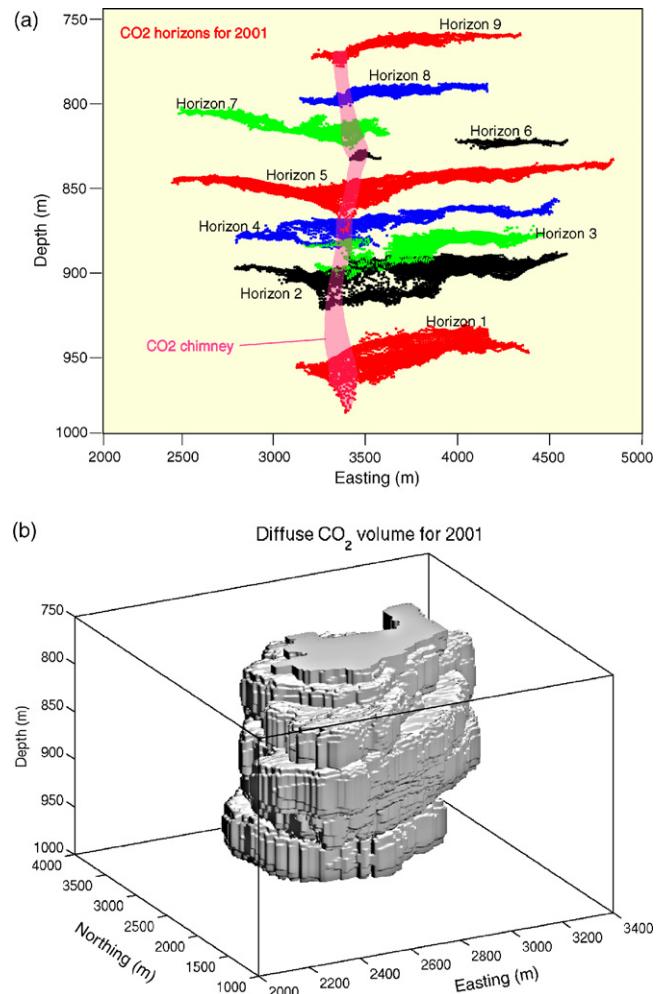 (a)
CO2 horizons for 2001
Horizon 9
Horizon 8
Horizon 7
Horizon 6
Horizon 5
Horizon 4
Horizon 3
Horizon 2
Horizon 1
CO2 chimney
750
800
850
900
950
1000
Depth (m)
2000 2500 3000 3500 4000 4500 5000
Easting (m)
(b)
Diffuse CO₂ volume for 2001
750
800
850
900
950
1000
Depth (m)
4000
3500
3000
2500
2000
1500
1000
Northing (m)
2000 2200 2400 2600 2800 3000 3200 3400
Easting (m)